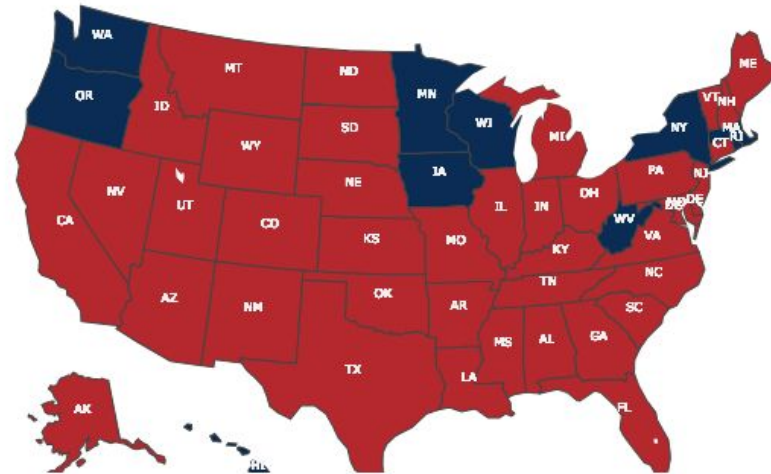 WA
MT
ND
MN
ME
OR
ID
SD
WI
MI
NY
VT
NH
MA
RI
CT
WY
NE
IA
PA
NJ
NV
UT
CO
IL
IN
OH
DE
CA
KS
MO
KY
WV
VA
AZ
NM
OK
AR
TN
NC
SC
TX
LA
MS
AL
GA
FL
AK
HI